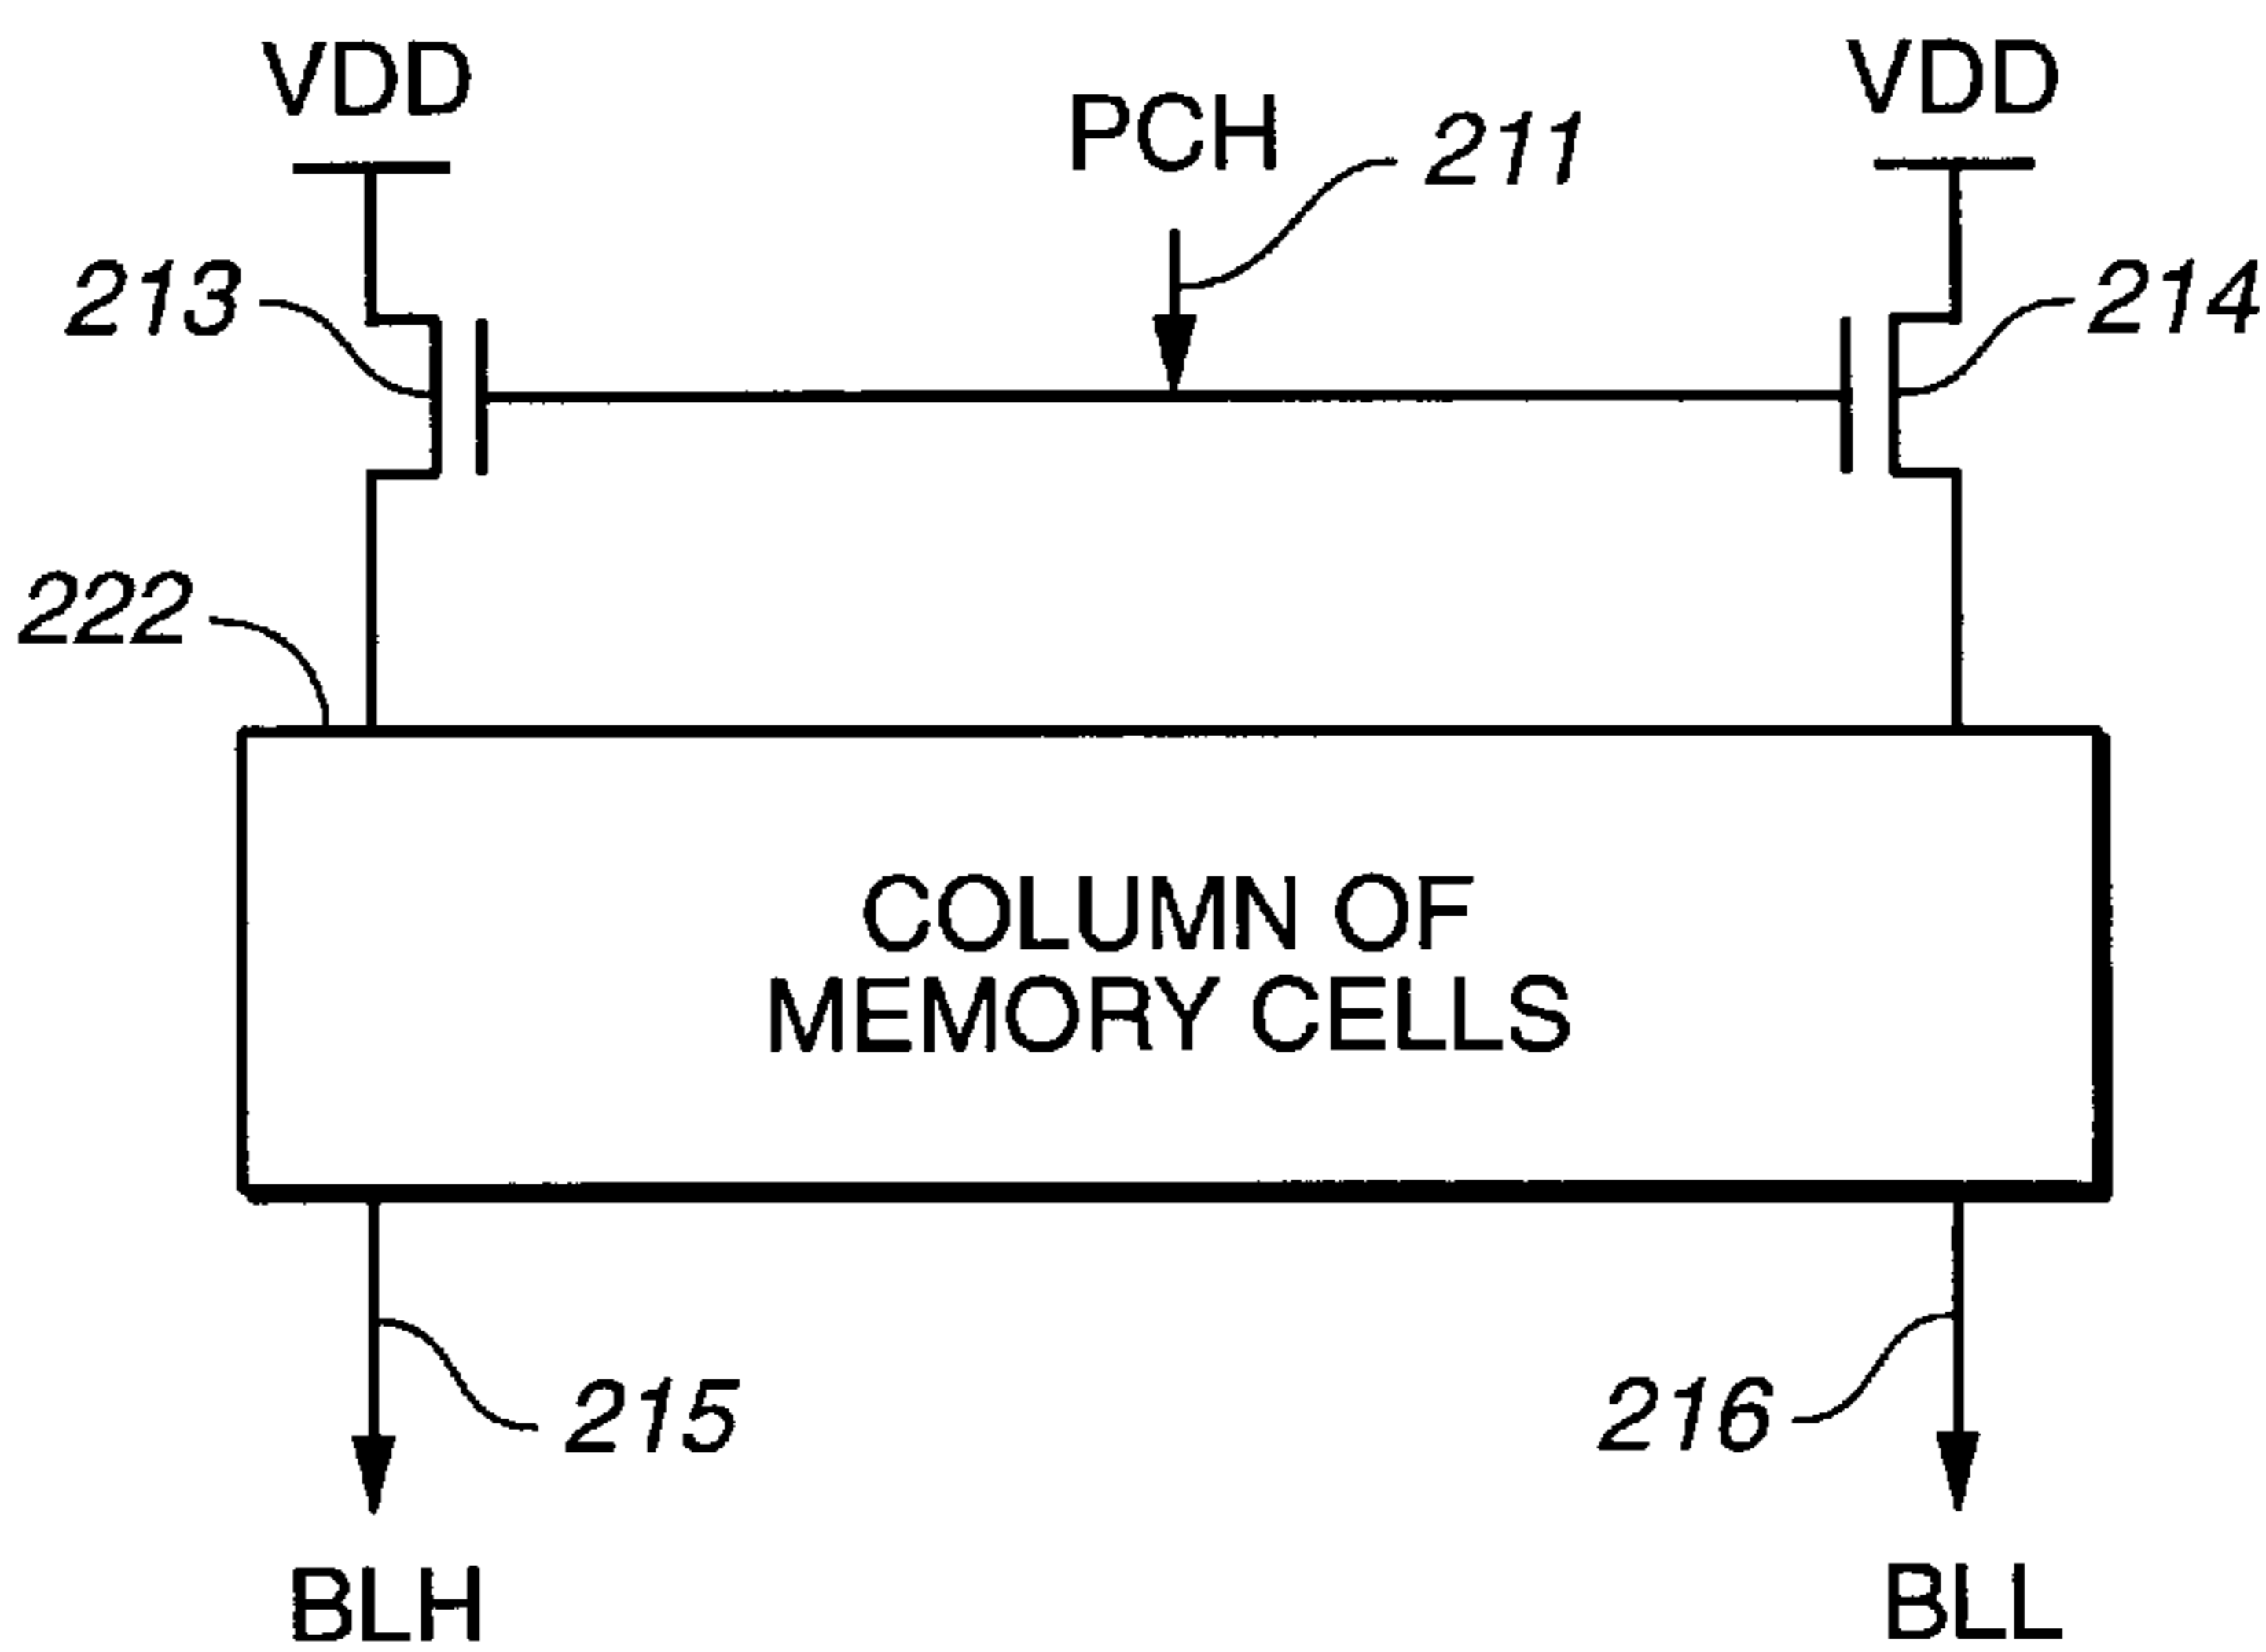 VDD
PCH
211
VDD
213
214
222
COLUMN OF
MEMORY CELLS
215
216
BLH
BLL